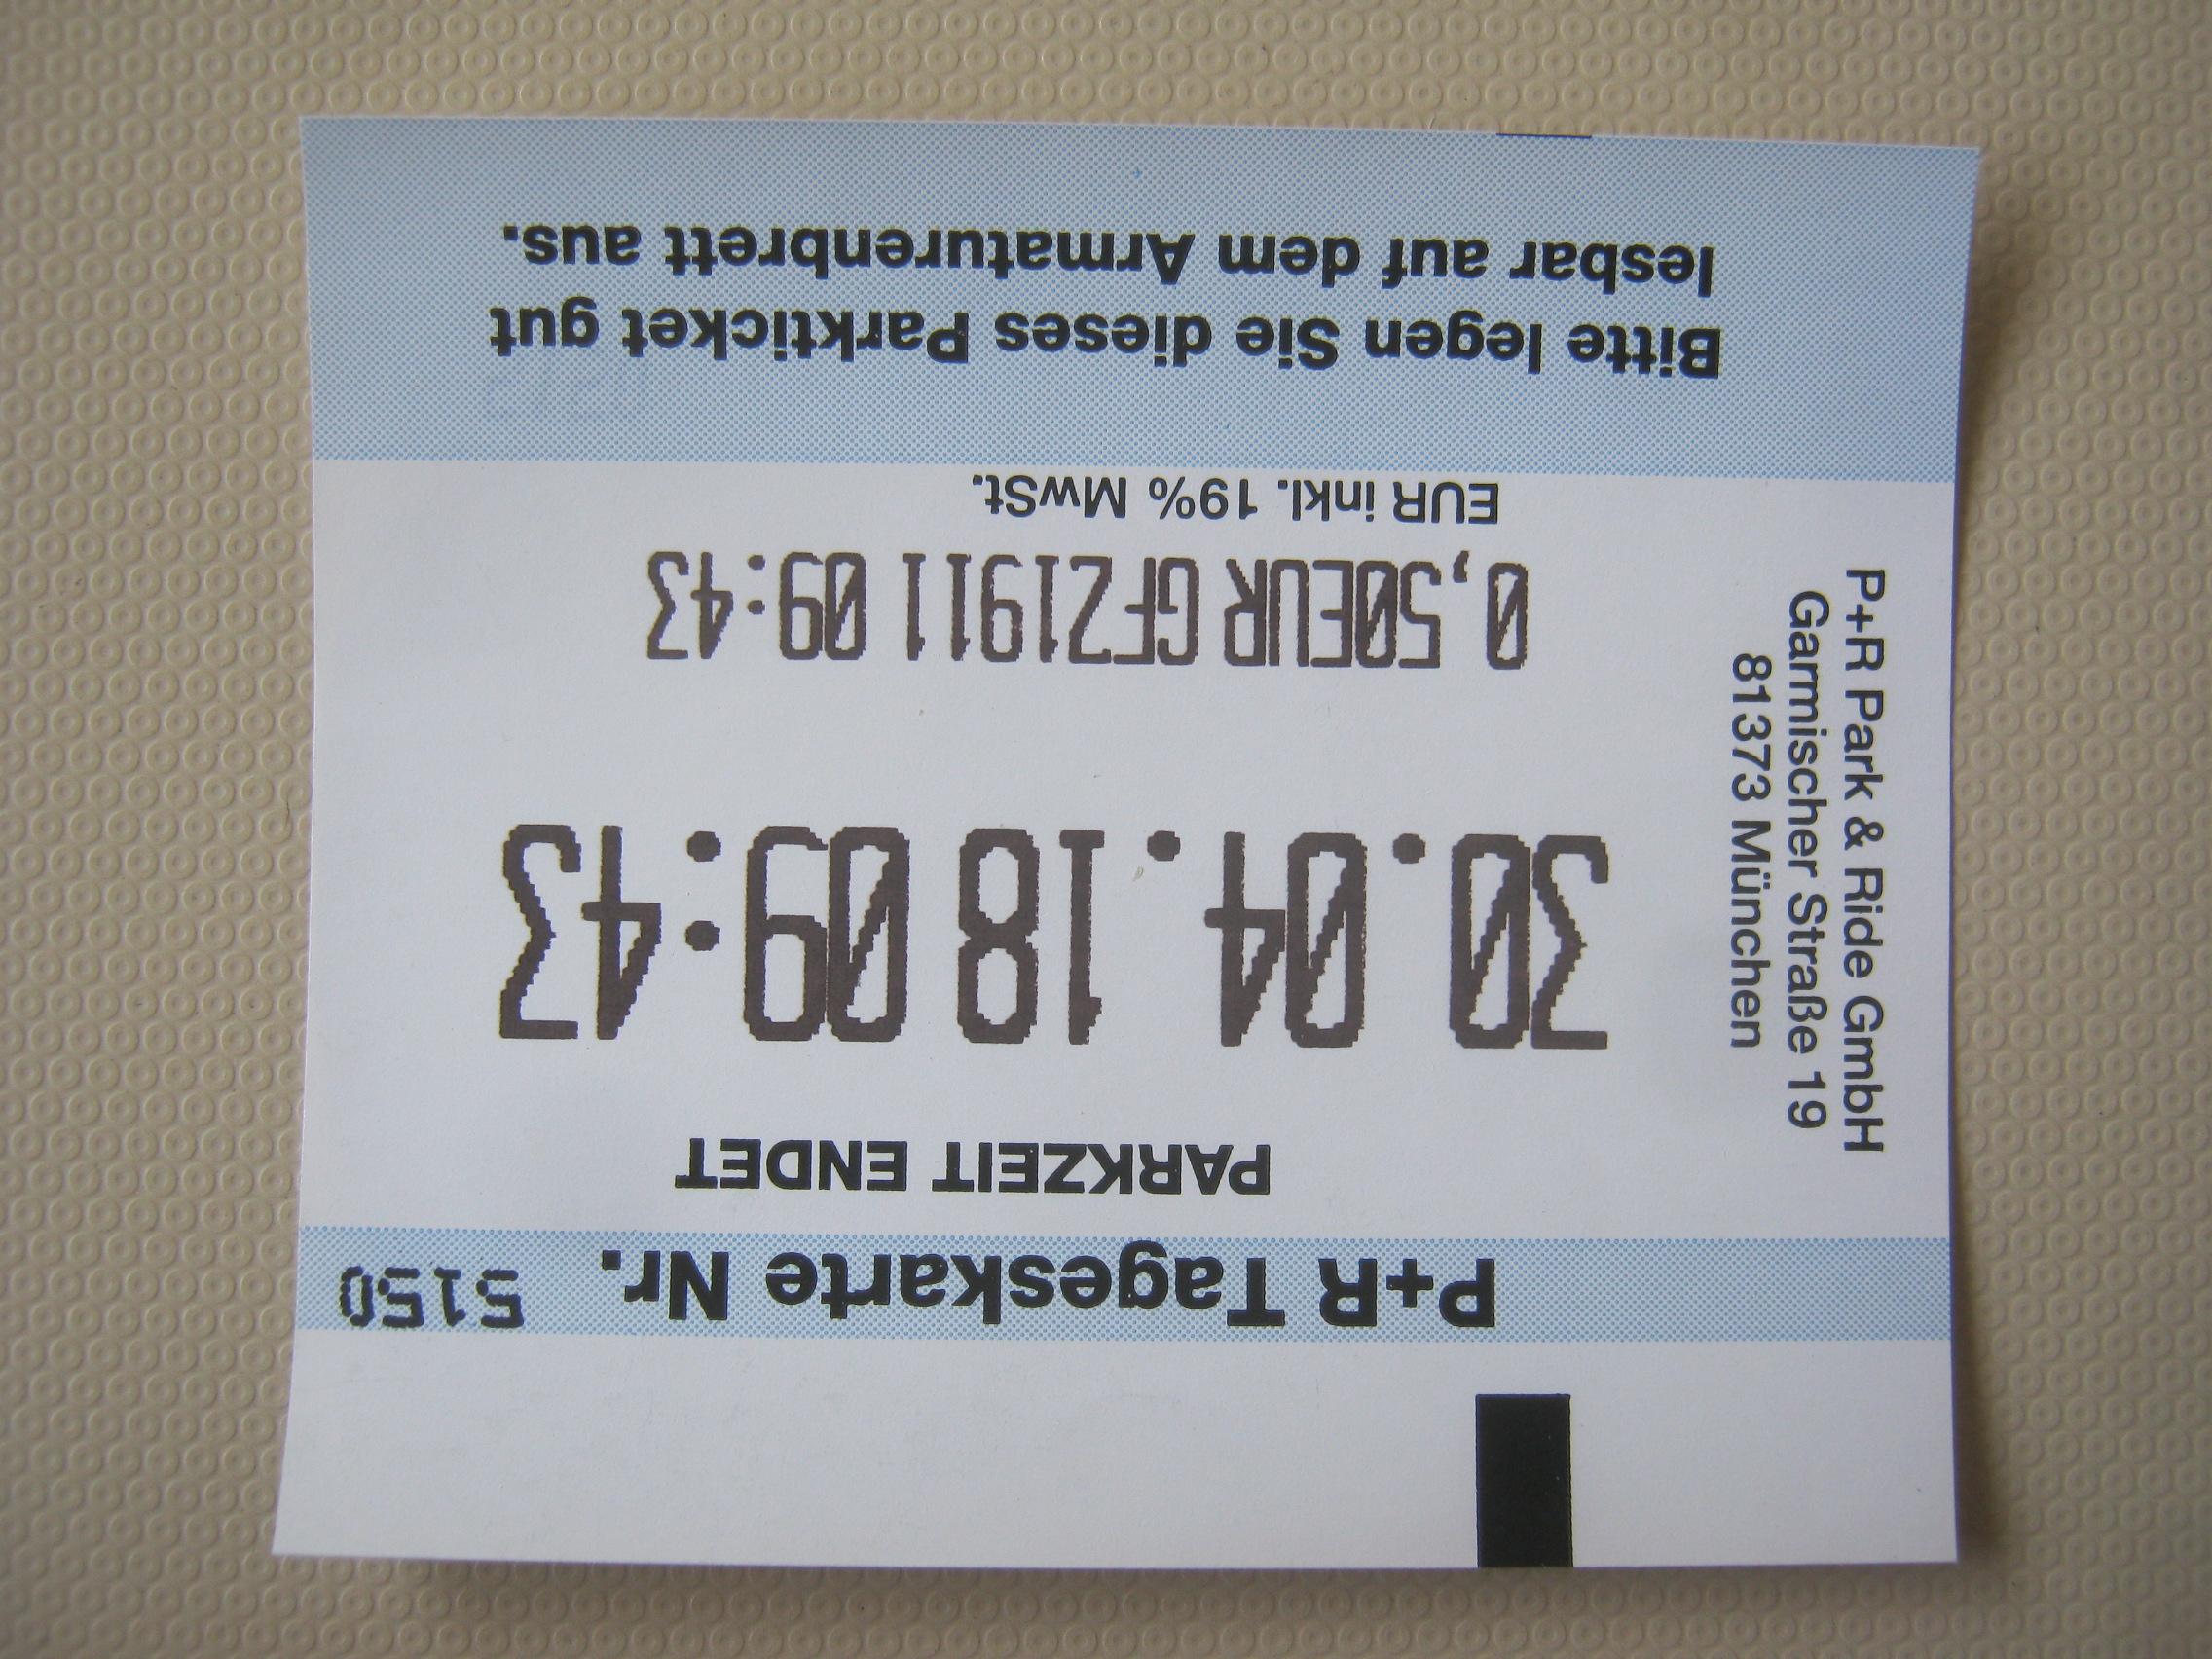 P+R Tageskarte Nr. 5150
PARKZEIT ENDET
30.04.18 09:43
0,50EUR GFZ1911 09:43
EUR inkl. 19% MwSt.
Bitte legen Sie dieses Parkticket gut
lesbar auf dem Armaturenbrett aus.
P+R Park & Ride GmbH
Garmischer Straße 19
81373 München